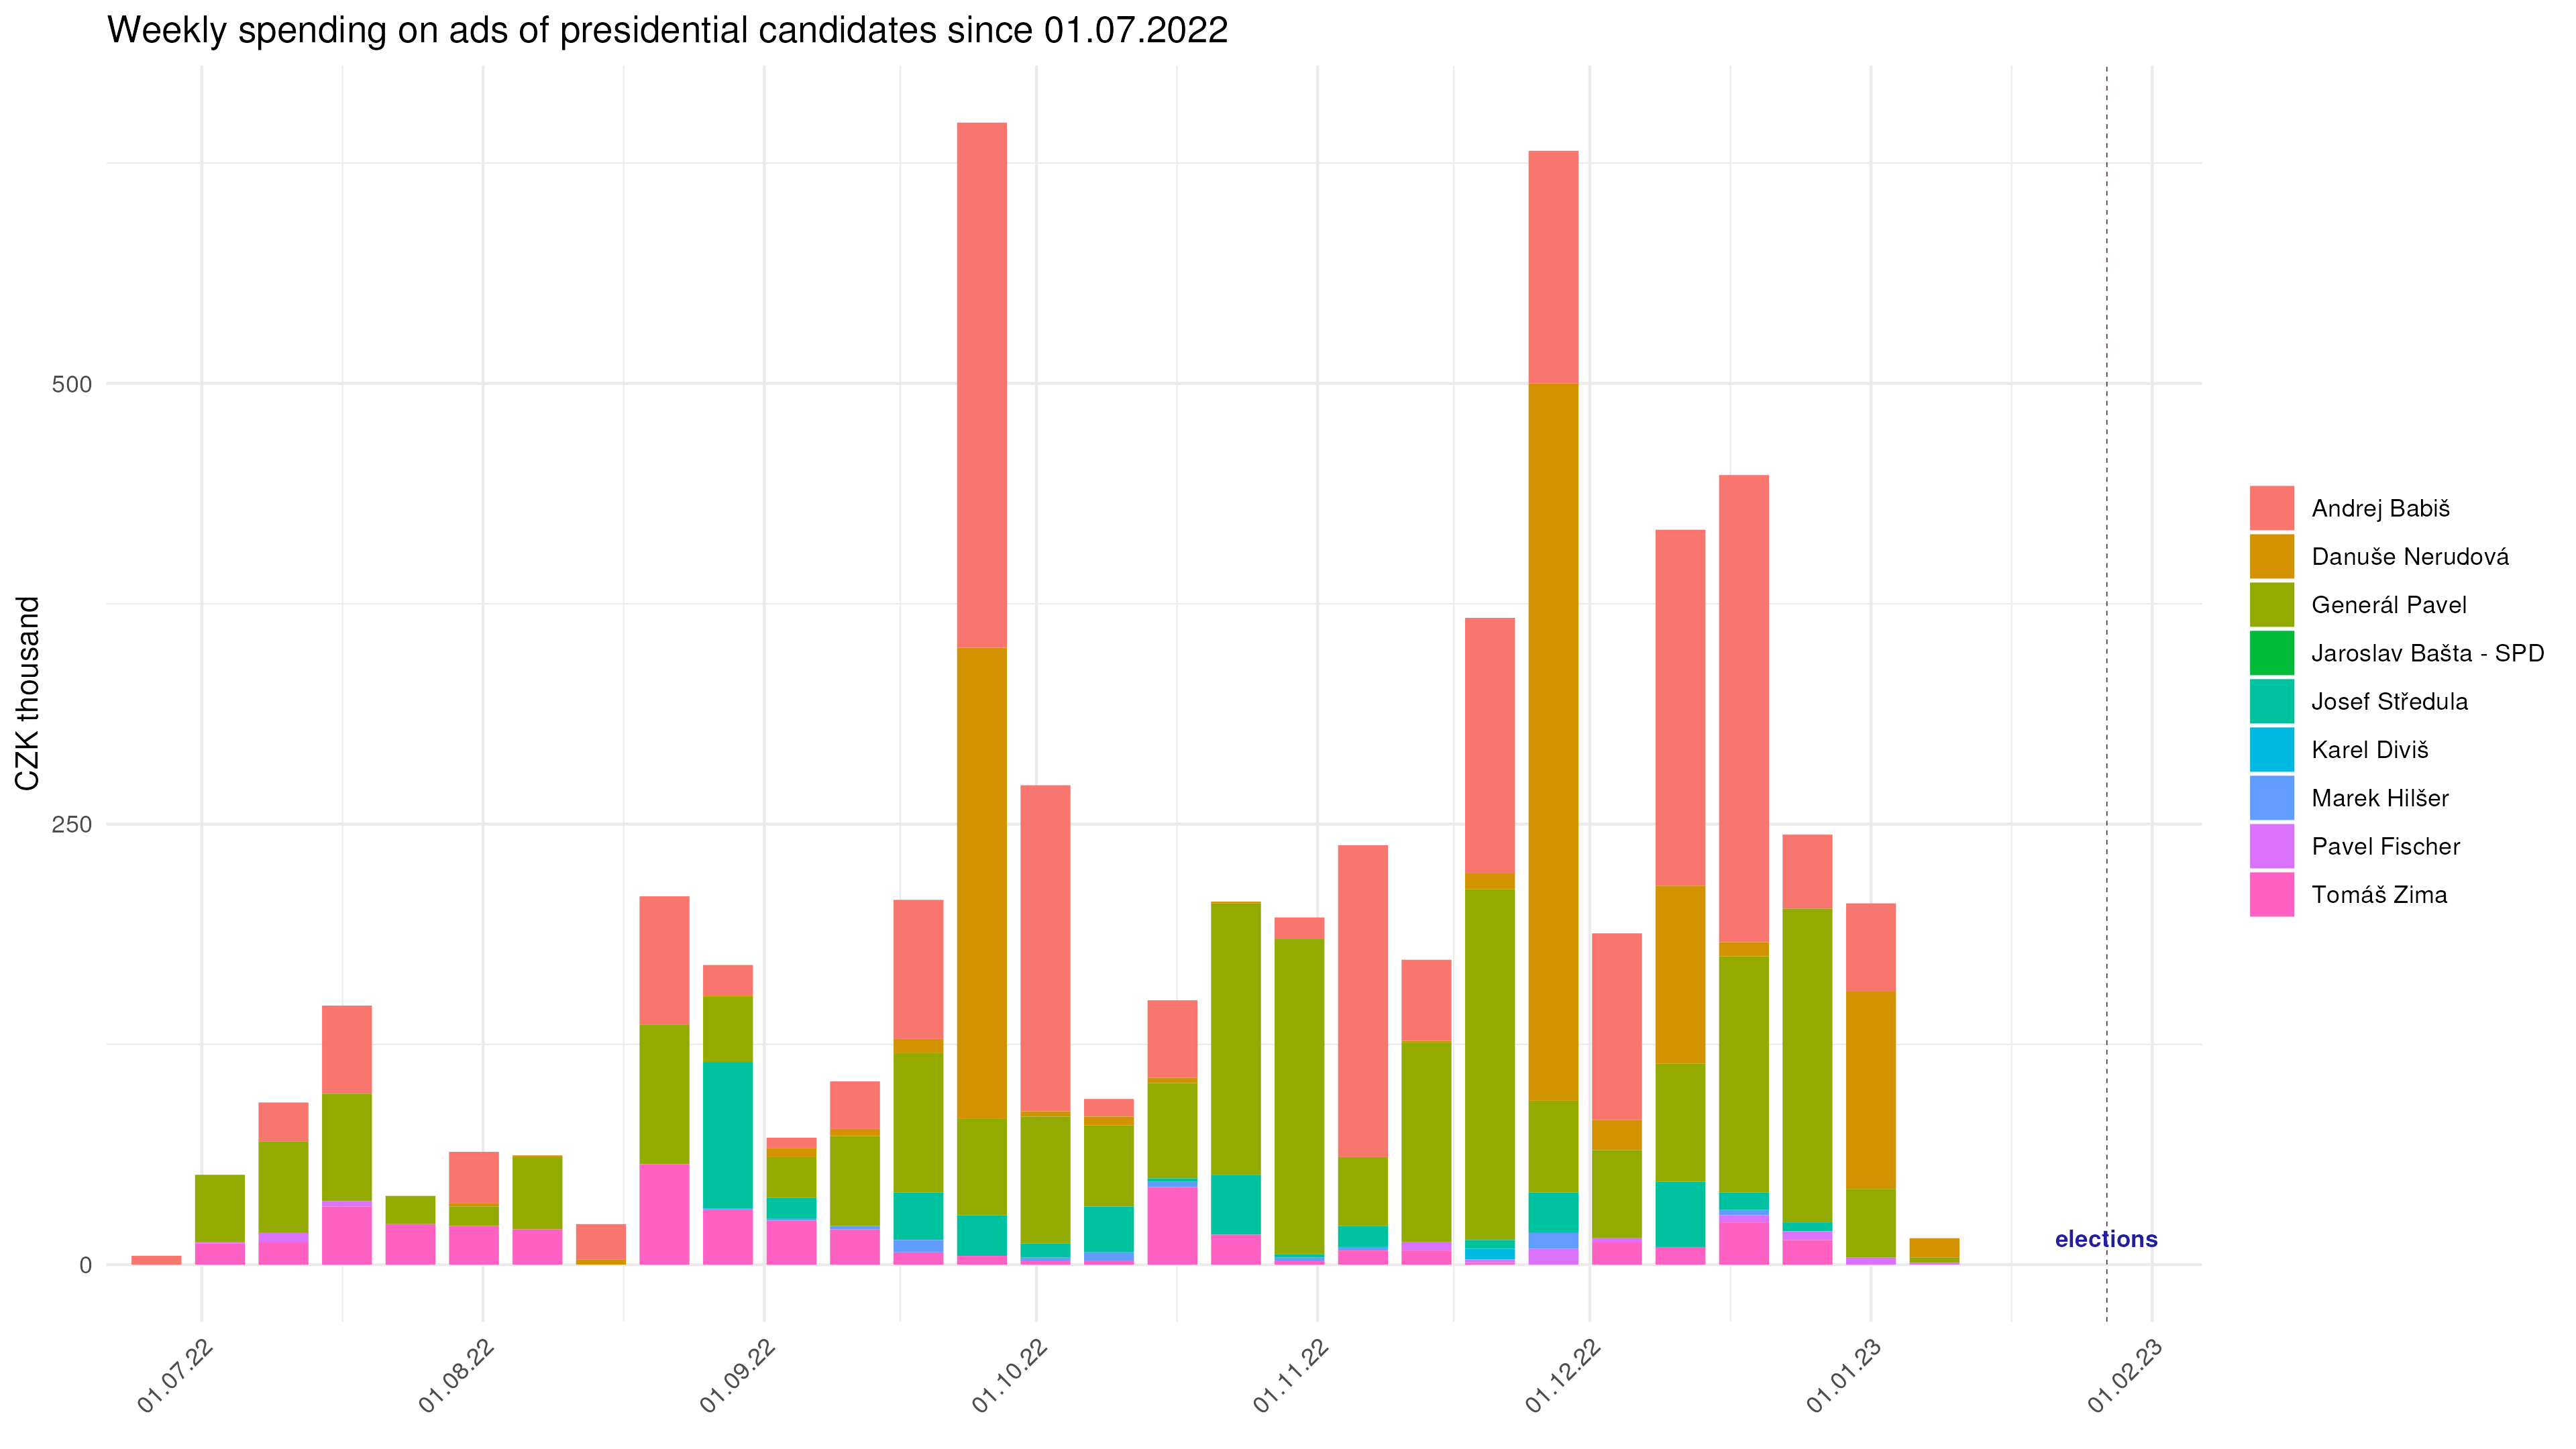 Weekly spending on ads of presidential candidates since 01.07.2022
CZK thousand
500
250
0
01.07.22
01.08.22
01.09.22
01.10.22
01.11.22
01.12.22
01.01.23
01.02.23
elections
Andrej Babiš
Danuše Nerudová
Generál Pavel
Jaroslav Bašta - SPD
Josef Středula
Karel Diviš
Marek Hilšer
Pavel Fischer
Tomáš Zima